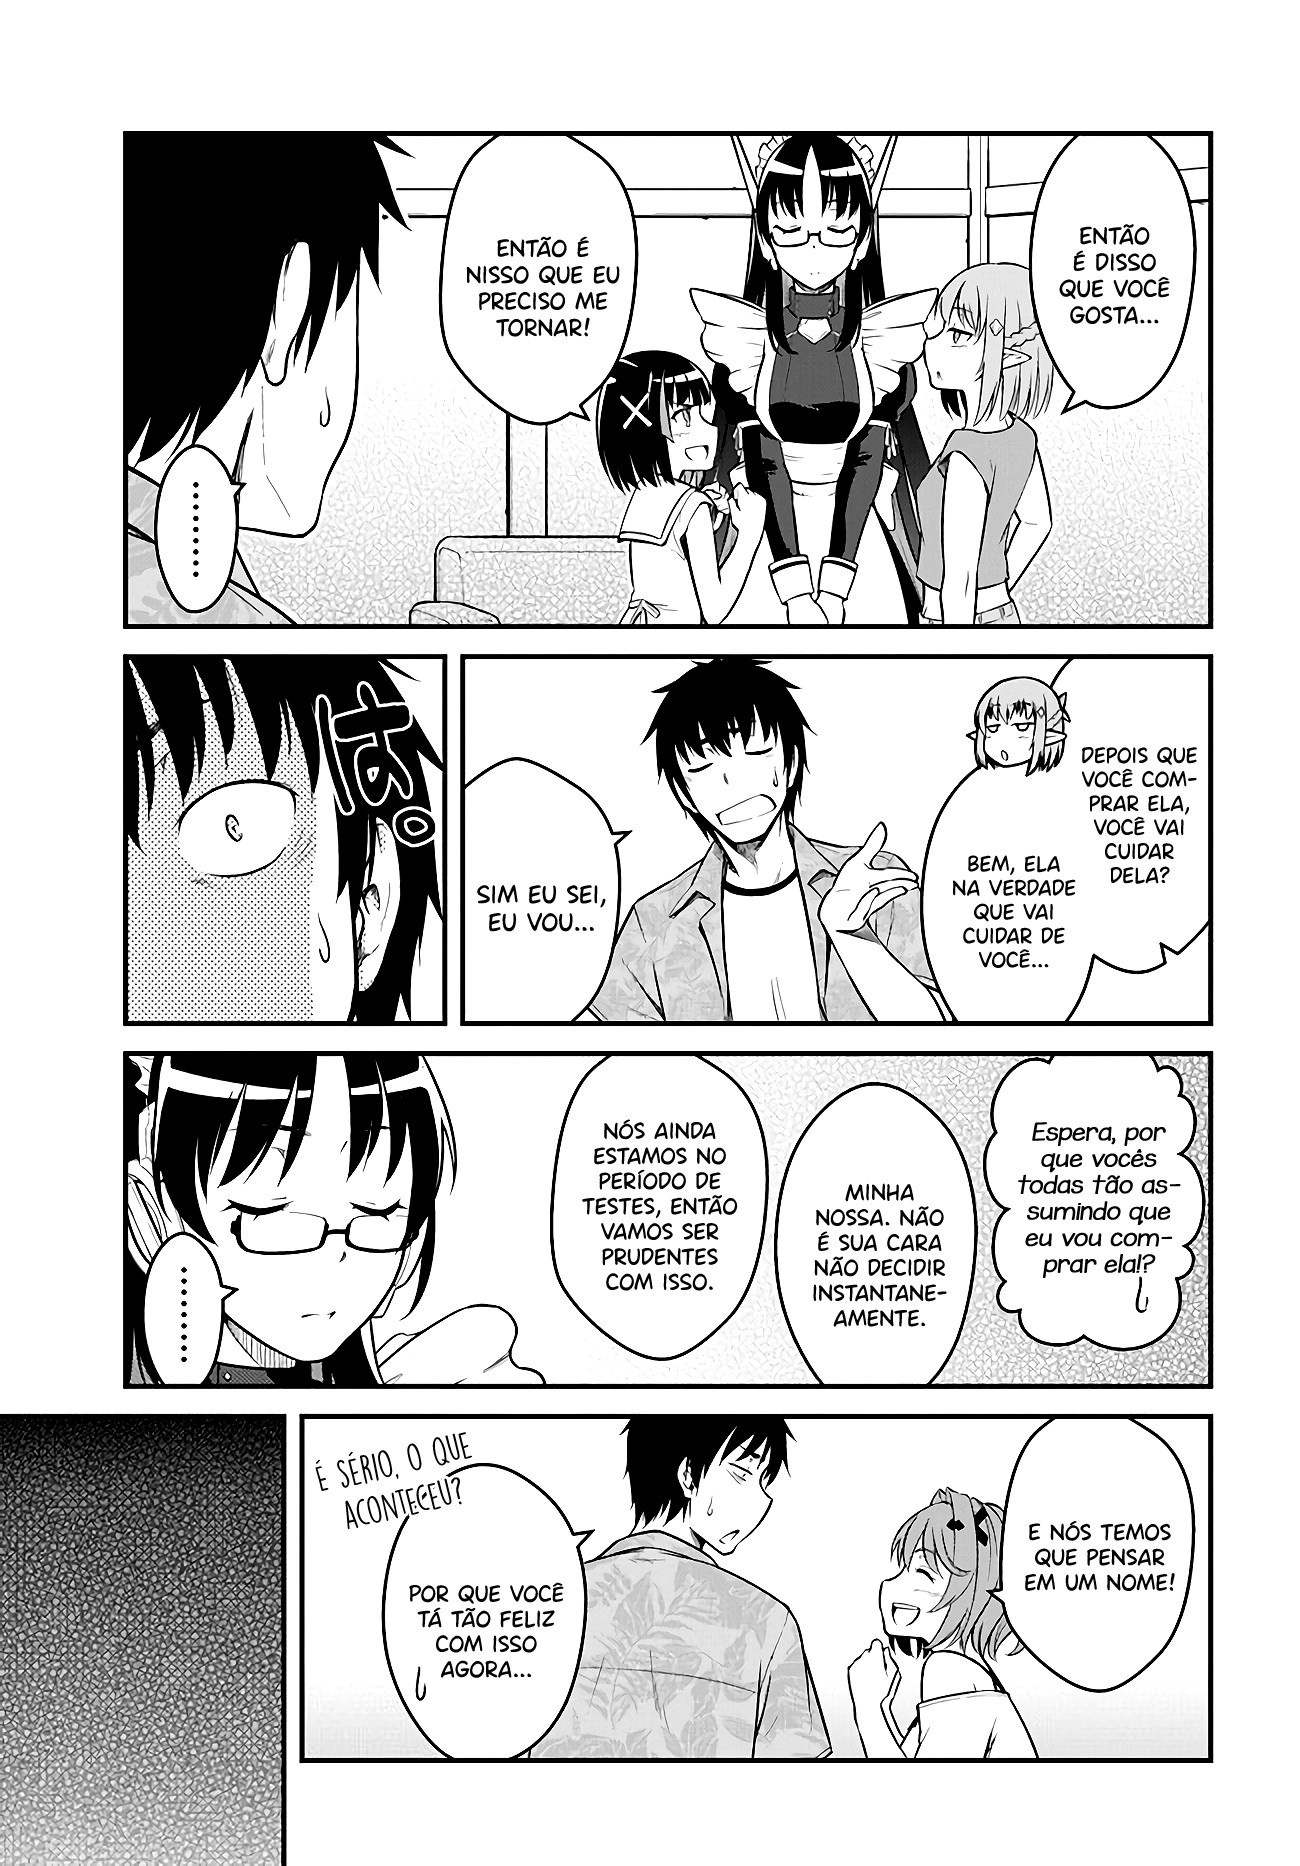 ENTÃO
É DISSO
QUE VOCÊ
GOSTA...
ENTÃO É
NISSO QUE EU
PRECISO ME
TORNAR!
.........
DEPOIS QUE
VOCÊ COM-
PRAR ELA,
VOCÊ VAI
CUIDAR
DELA?
BEM, ELA
NA VERDADE
QUE VAI
CUIDAR DE
VOCÊ...
SIM EU SEI,
EU VOU...
は。
Espera, por
que vocês
todas tão as-
sumindo que
eu vou com-
prar ela!?
MINHA
NOSSA. NÃO
É SUA CARA
NÃO DECIDIR
INSTANTANE-
AMENTE.
NÓS AINDA
ESTAMOS NO
PERÍODO DE
TESTES, ENTÃO
VAMOS SER
PRUDENTES
COM ISSO.
.........
E NÓS TEMOS
QUE PENSAR
EM UM NOME!
É SÉRIO, O QUE
ACONTECEU?
POR QUE VOCÊ
TÁ TÃO FELIZ
COM ISSO
AGORA...